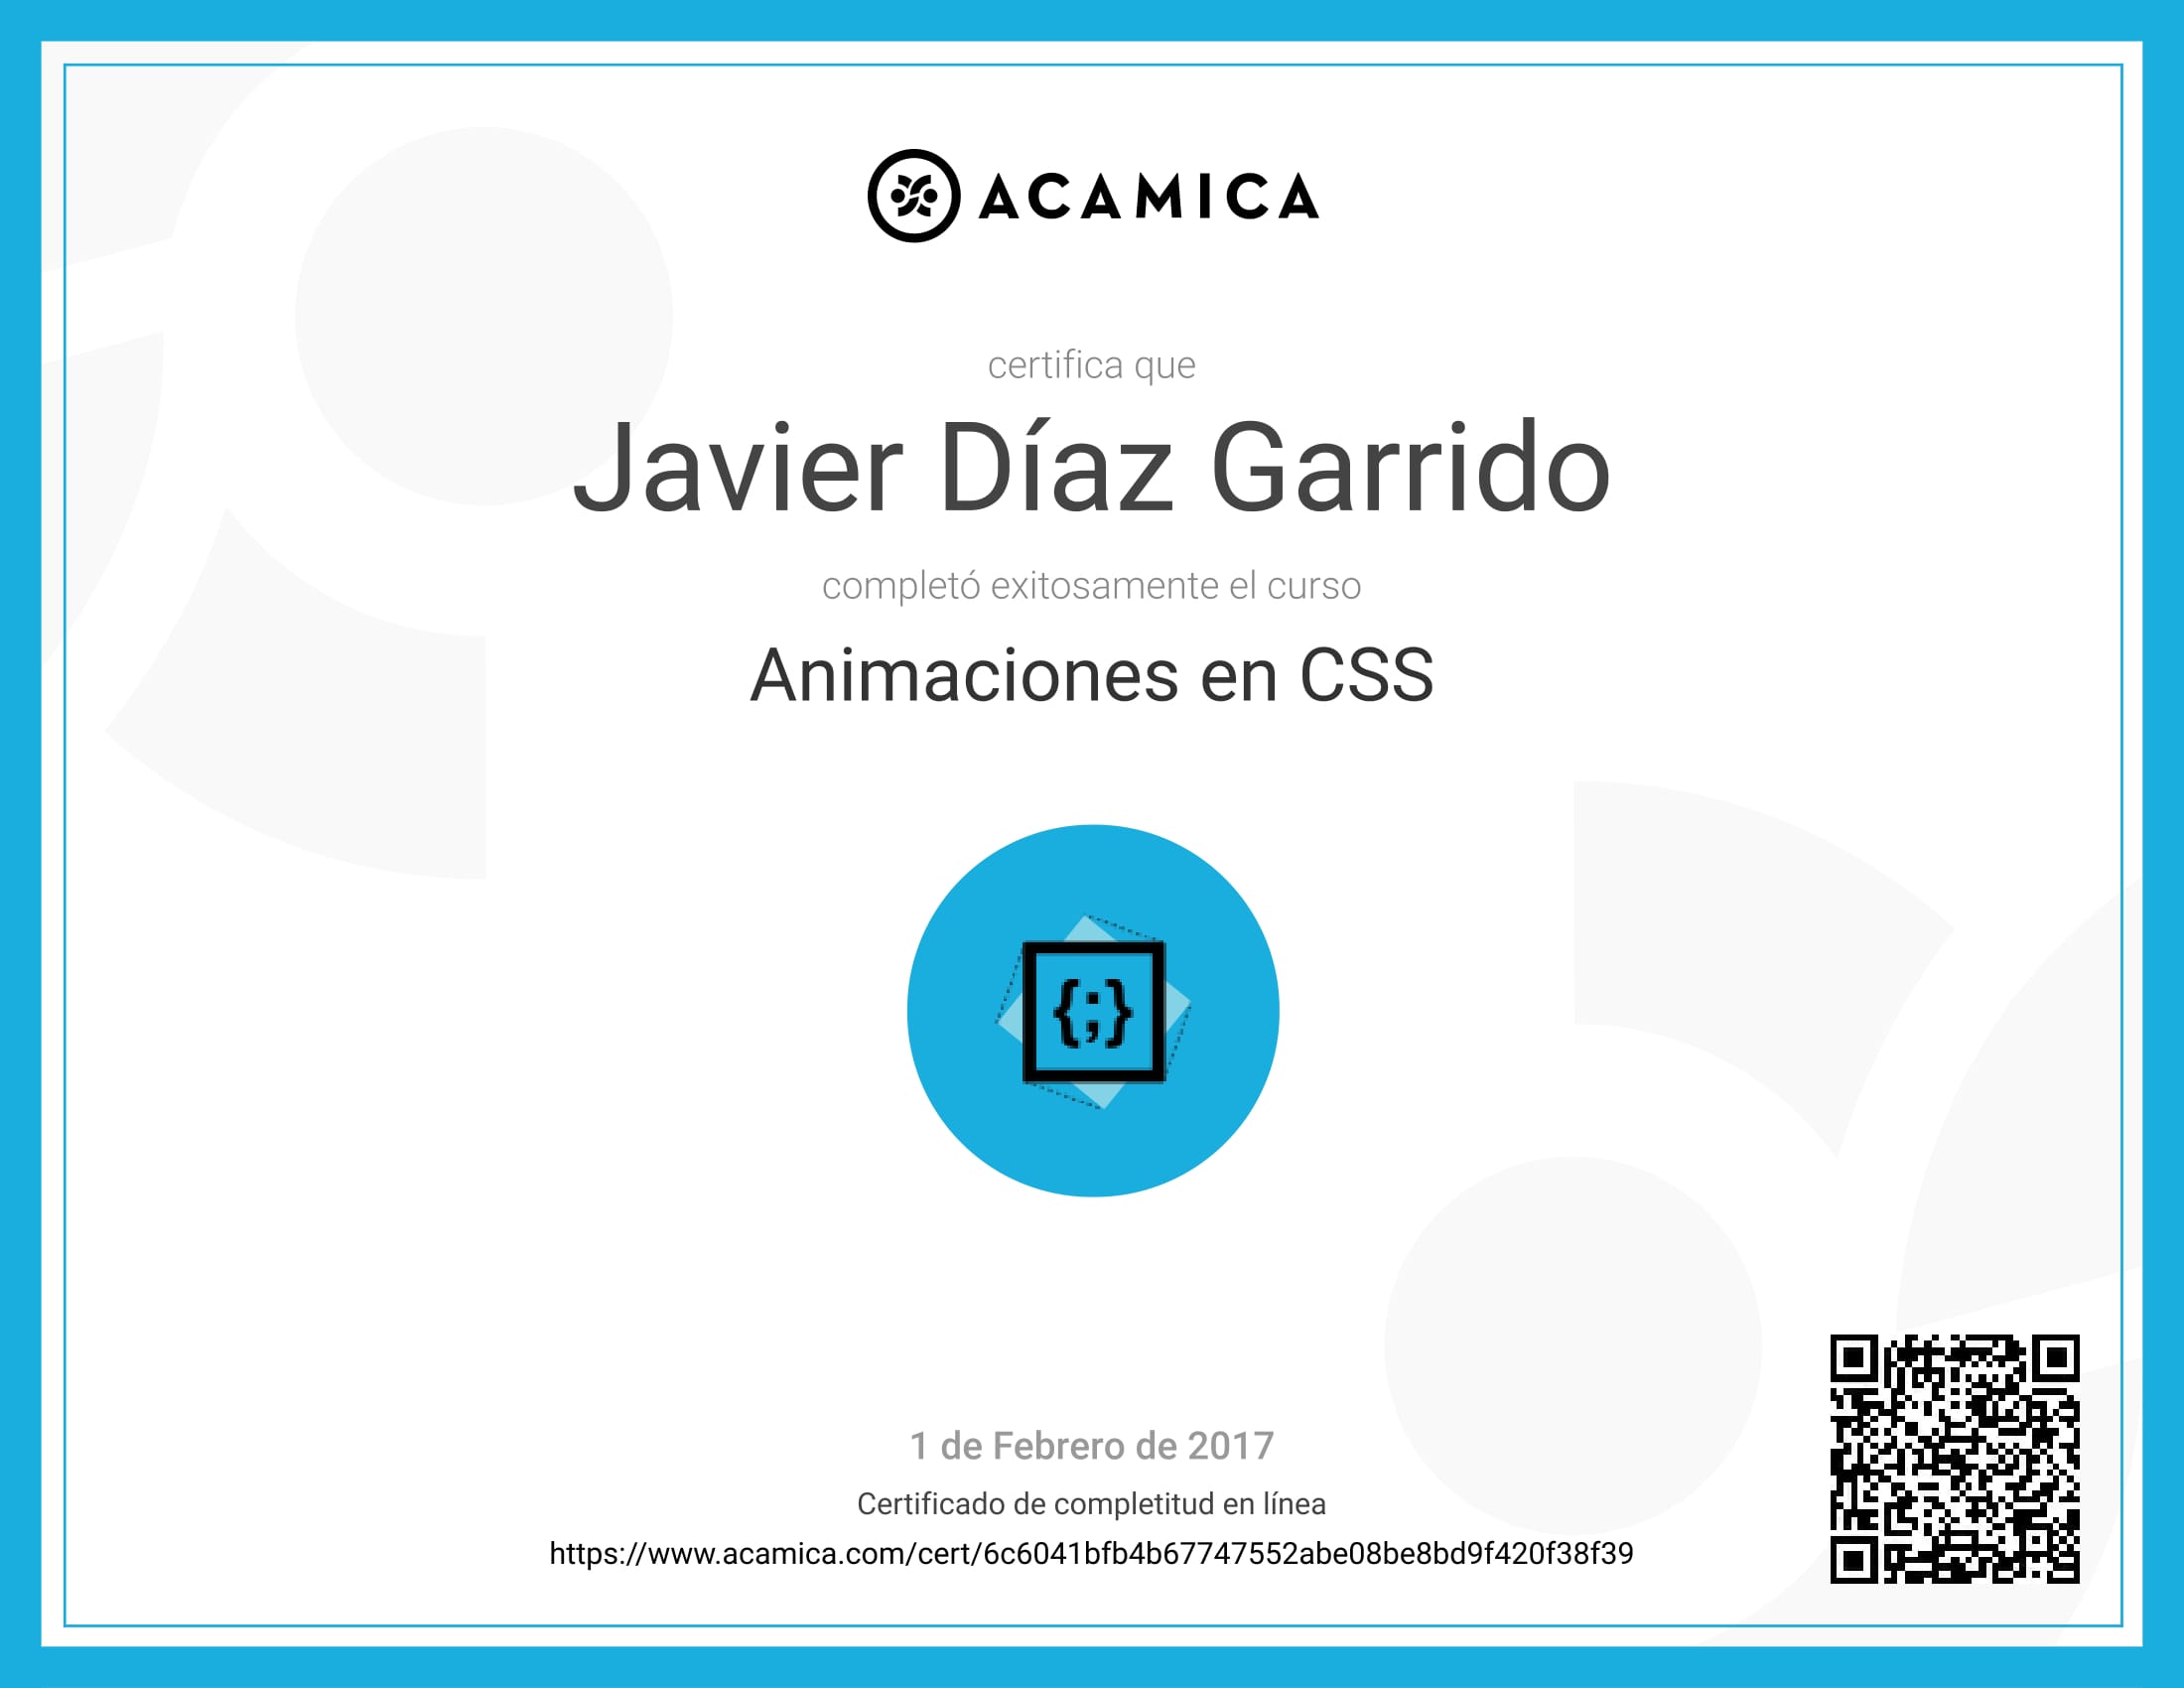 ACAMICA
certifica que
Javier Díaz Garrido
completó exitosamente el curso
Animaciones en CSS
{;}
1 de Febrero de 2017
Certificado de completitud en línea
https://www.acamica.com/cert/6c6041bfb4b67747552abe08be8bd9f420f38f39